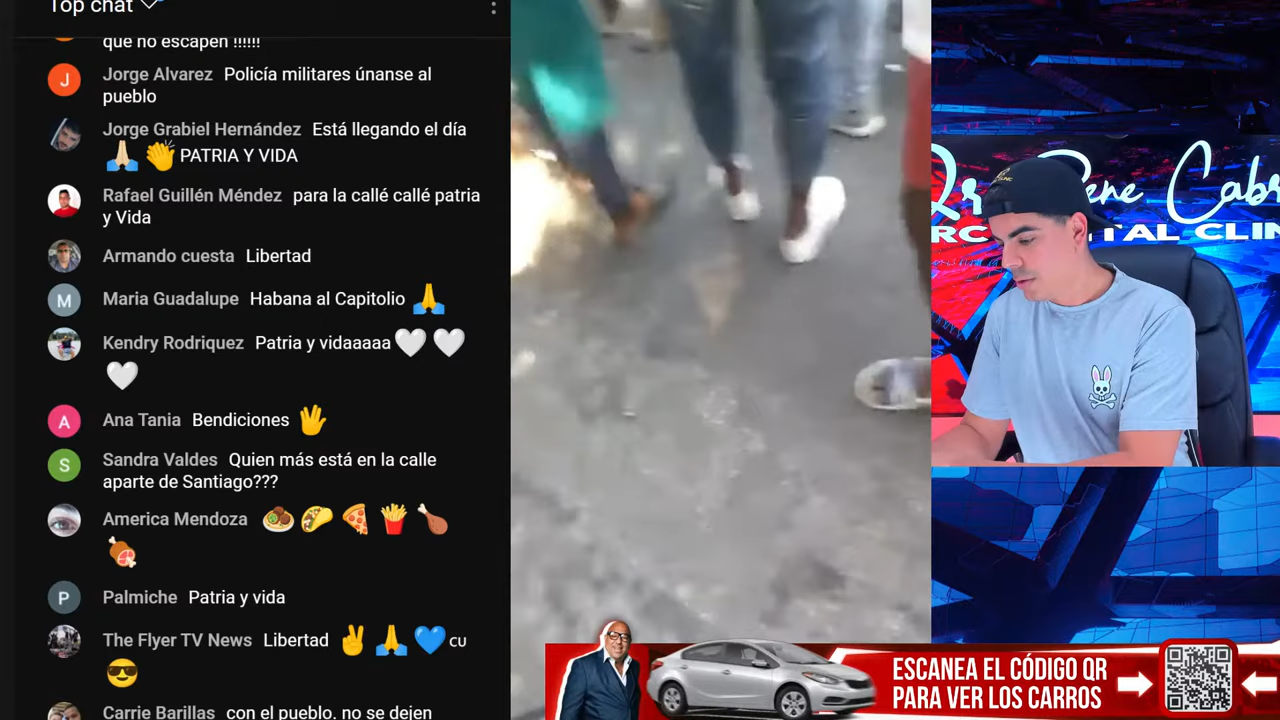 Top chat
que no escapen !!!!!!
Jorge Alvarez Policía militares únanse al
pueblo
Jorge Grabiel Hernández Está llegando el día
🙏🏼 👏 PATRIA Y VIDA
Rafael Guillén Méndez para la callé callé patria
y Vida
Armando cuesta Libertad
Maria Guadalupe Habana al Capitolio 🙏
Kendry Rodriquez Patria y vidaaaaa 🤍 🤍
🤍
Ana Tania Bendiciones 🖖
Sandra Valdes Quien más está en la calle
aparte de Santiago???
America Mendoza 🧆 🌮 🍕 🍟 🍗
🍖
Palmiche Patria y vida
The Flyer TV News Libertad ✌️ 🙏 💙 CU
😎
Carrie Barillas con el pueblo. no se dejen
J
M
A
S
P
ene Cabr
TAL CLIN
ESCANEA EL CÓDIGO QR
PARA VER LOS CARROS